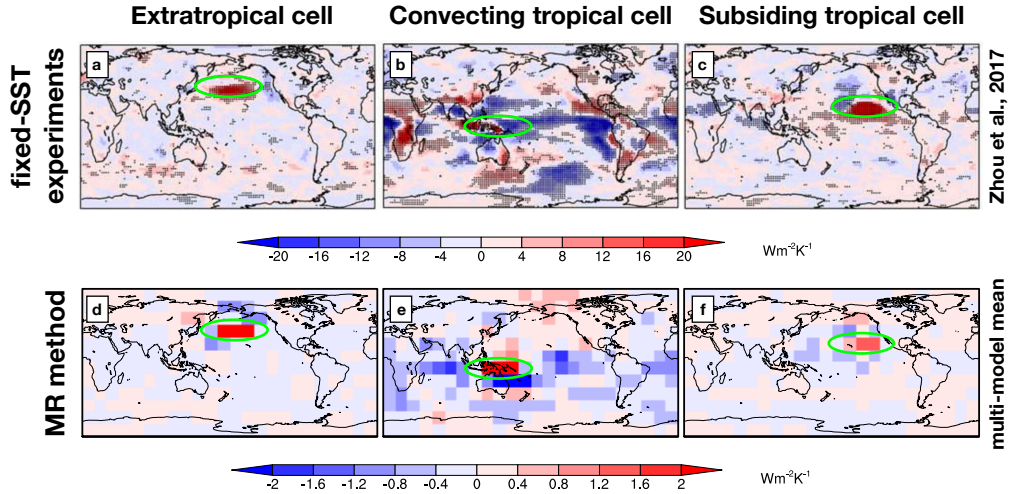 Extratropical cell
Convecting tropical cell
Subsiding tropical cell
fixed-SST
experiments
a
b
c
Zhou et al., 2017
-20 -16 -12 -8 -4 0 4 8 12 16 20
Wm⁻²K⁻¹
MR method
d
e
f
multi-model mean
-2 -1.6 -1.2 -0.8 -0.4 0 0.4 0.8 1.2 1.6 2
Wm⁻²K⁻¹